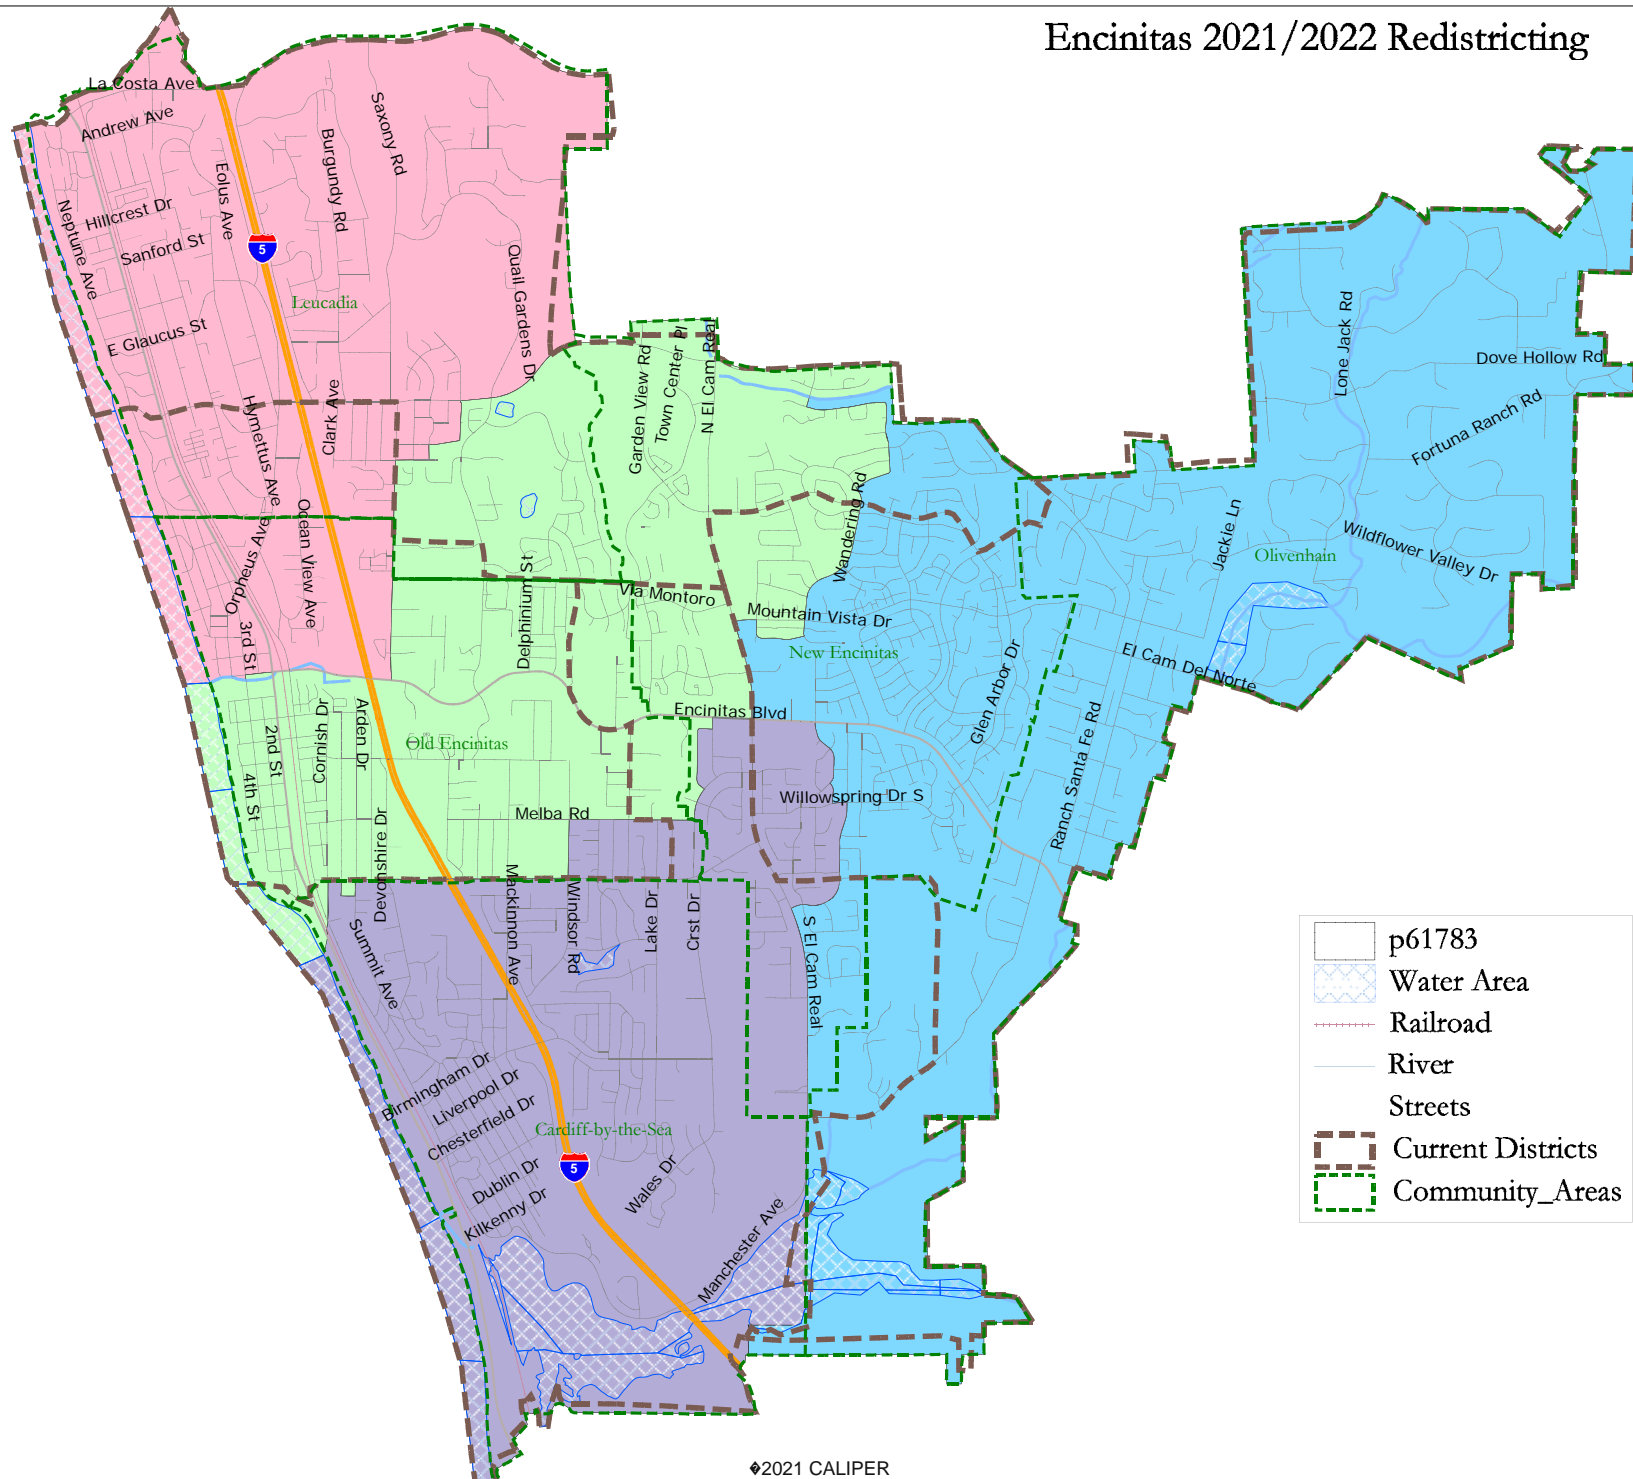 Encinitas 2021/2022 Redistricting
La Costa Ave
Andrew Ave
Saxony Rd
Burgundy Rd
Eolus Ave
Neptune Ave
Hillcrest Dr
Sanford St
5
Quail Gardens Dr
Leucadia
E Glaucus St
Clark Ave
Hymettus Ave
Garden View Rd
Town Center Pl
N El Cam Real
Lone Jack Rd
Dove Hollow Rd
Fortuna Ranch Rd
Wandering Rd
Jackie Ln
Wildflower Valley Dr
Olivenhain
Ocean View Ave
Orpheus Ave
3rd St
Delphinium St
Via Montoro
Mountain Vista Dr
New Encinitas
El Cam Del Norte
Glen Arbor Dr
Encinitas Blvd
Ranch Santa Fe Rd
2nd St
4th St
Cornish Dr
Arden Dr
Old Encinitas
Willowspring Dr S
Melba Rd
Devonshire Dr
Mackinnon Ave
Windsor Rd
Lake Dr
Crst Dr
S El Cam Real
Summit Ave
Birmingham Dr
Liverpool Dr
Chesterfield Dr
Cardiff-by-the-Sea
5
Dublin Dr
Kilkenny Dr
Wales Dr
Manchester Ave
p61783
Water Area
Railroad
River
Streets
Current Districts
Community_Areas
�2021 CALIPER